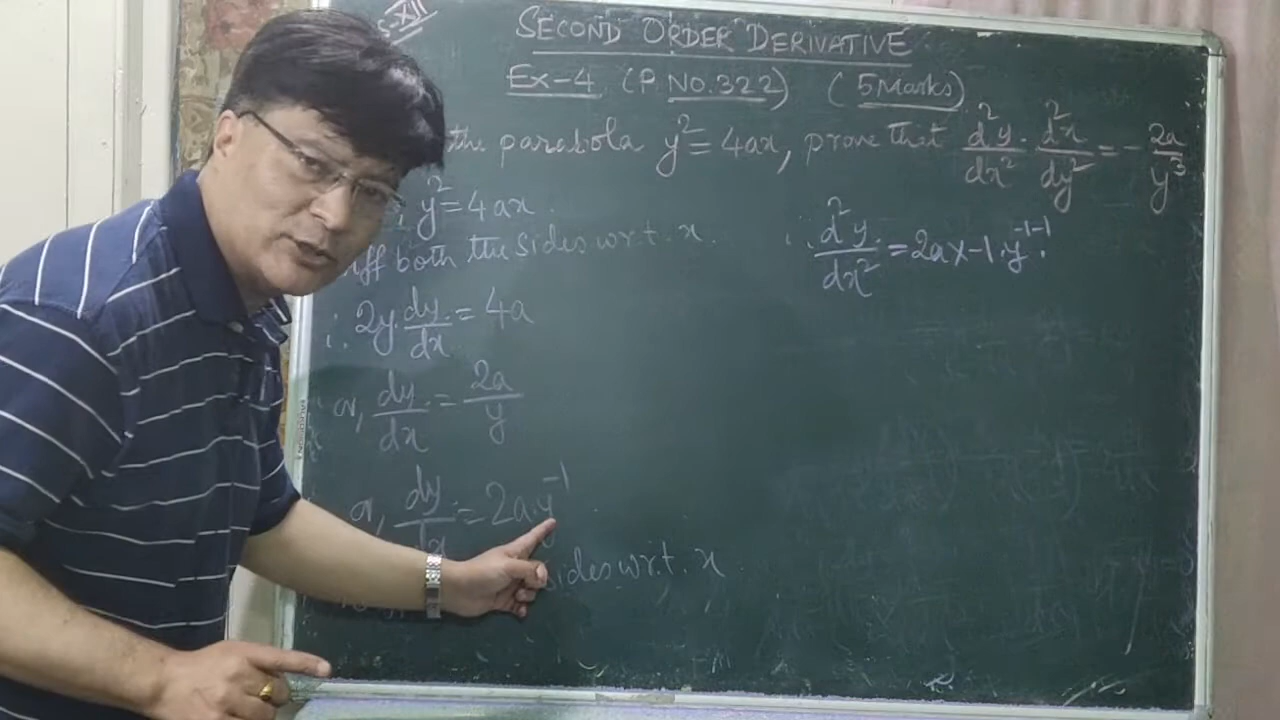 XII
SECOND ORDER DERIVATIVE
Ex-4 (P. NO. 322) (5 Marks)
the parabola y² = 4ax, prove that d²y/dx² · d²x/dy² = - 2a/y³
y² = 4ax
diff both the sides w.r.t. x.
∴ 2y. dy/dx = 4a
or, dy/dx = 2a/y
or, dy/dx = 2a.y⁻¹
sides w.r.t. x
∴ d²y/dx² = 2a x -1. y⁻¹⁻¹.